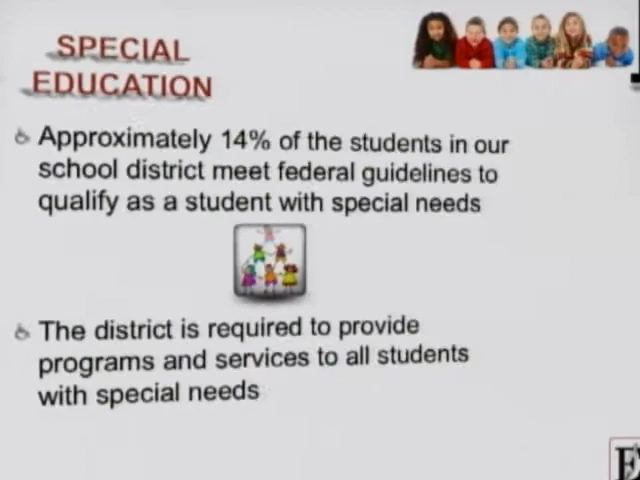 SPECIAL
EDUCATION
Approximately 14% of the students in our
school district meet federal guidelines to
qualify as a student with special needs
The district is required to provide
programs and services to all students
with special needs
E